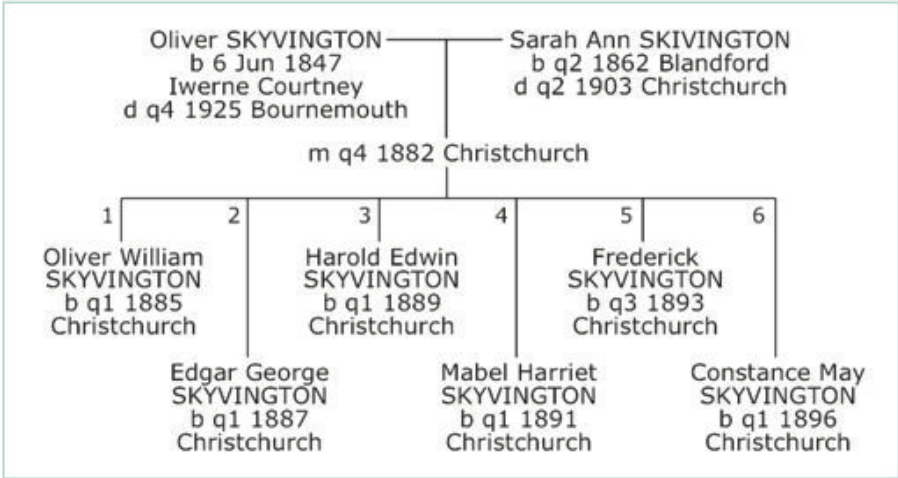 Oliver SKYVINGTON
b 6 Jun 1847
Iwerne Courtney
d q4 1925 Bournemouth
Sarah Ann SKIVINGTON
b q2 1862 Blandford
d q2 1903 Christchurch
m q4 1882 Christchurch
1
Oliver William
SKYVINGTON
b q1 1885
Christchurch
2
Edgar George
SKYVINGTON
b q1 1887
Christchurch
3
Harold Edwin
SKYVINGTON
b q1 1889
Christchurch
4
Mabel Harriet
SKYVINGTON
b q1 1891
Christchurch
5
Frederick
SKYVINGTON
b q3 1893
Christchurch
6
Constance May
SKYVINGTON
b q1 1896
Christchurch